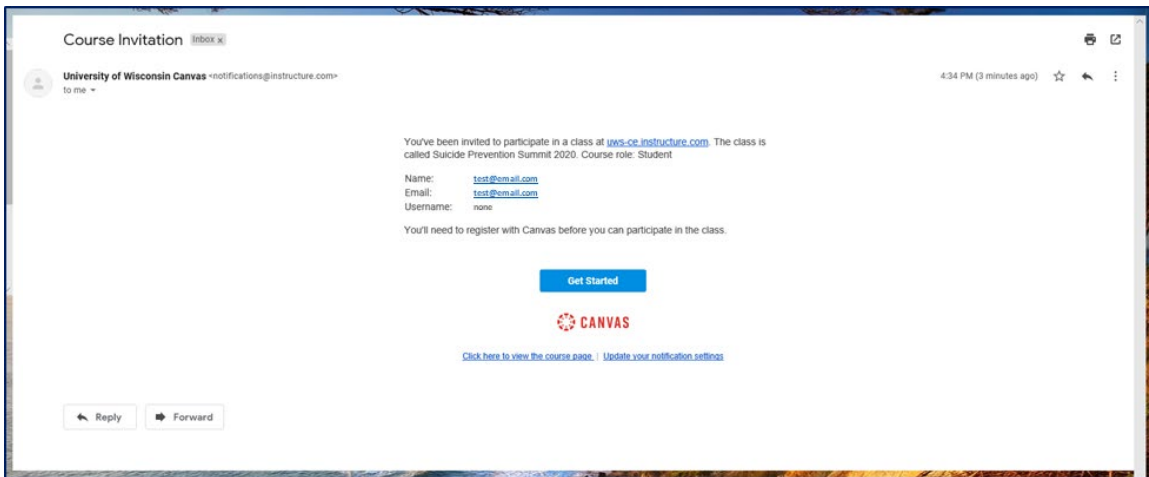 Course Invitation Inbox x
University of Wisconsin Canvas <notifications@instructure.com>
4:34 PM (3 minutes ago)
to me
You've been invited to participate in a class at uws-ce.instructure.com. The class is
called Suicide Prevention Summit 2020. Course role: Student
Name: test@email.com
Email: test@email.com
Username: none
You'll need to register with Canvas before you can participate in the class.
Get Started
CANVAS
Click here to view the course page | Update your notification settings
Reply Forward